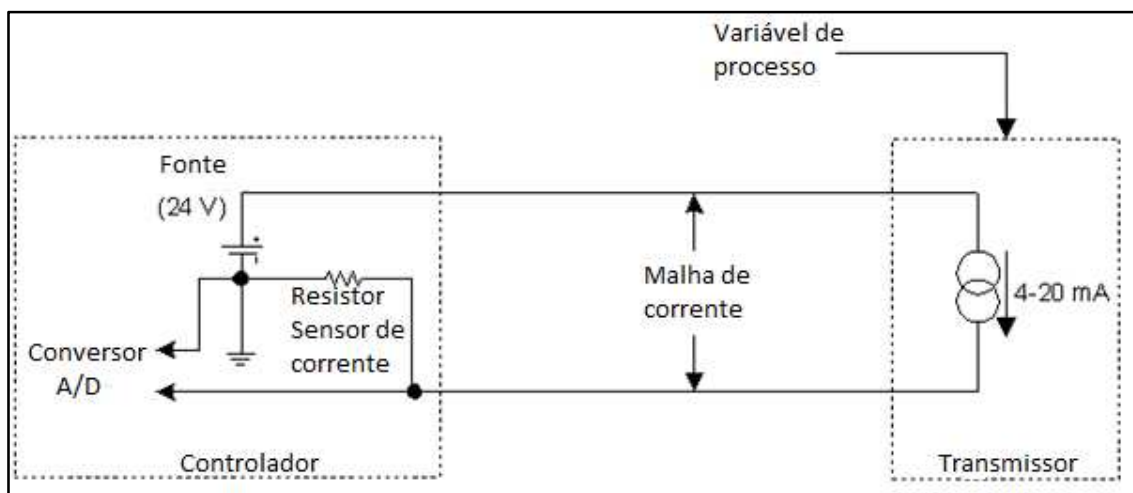 Variável de
processo
Fonte
(24 V)
Resistor
Sensor de
corrente
Conversor
A/D
Controlador
Malha de
corrente
4-20 mA
Transmissor